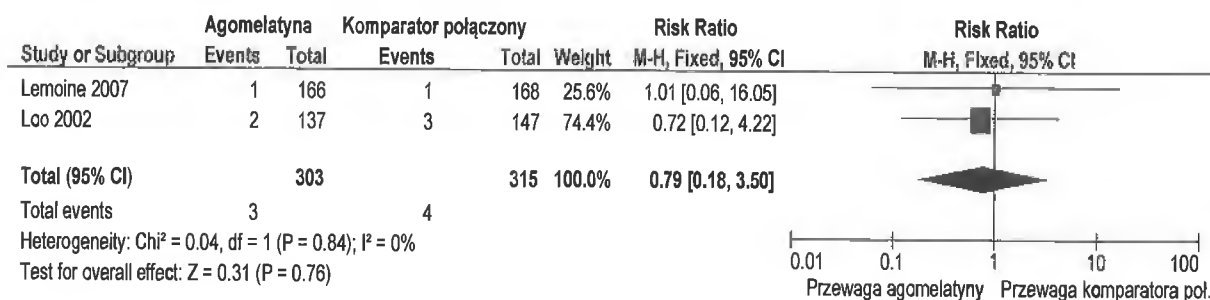 Agomelatyna Komparator połączony Risk Ratio Risk Ratio
Study or Subgroup Events Total Events Total Weight M-H, Fixed, 95% CI M-H, Fixed, 95% CI
Lemoine 2007 1 166 1 168 25.6% 1.01 [0.06, 16.05]
Loo 2002 2 137 3 147 74.4% 0.72 [0.12, 4.22]
Total (95% CI) 303 315 100.0% 0.79 [0.18, 3.50]
Total events 3 4
Heterogeneity: Chi² = 0.04, df = 1 (P = 0.84); I² = 0%
Test for overall effect: Z = 0.31 (P = 0.76)
0.01 0.1 1 10 100
Przewaga agomelatyny Przewaga komparatora poł.